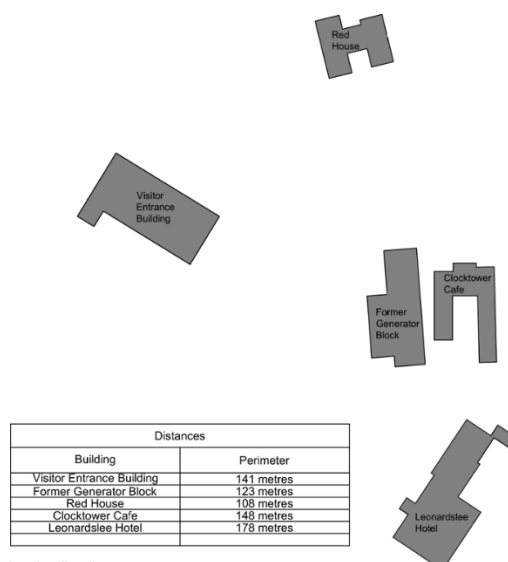 Red
House
Visitor
Entrance
Building
Clocktower
Cafe
Former
Generator
Block
Distances
Building Perimeter
Visitor Entrance Building 141 metres
Former Generator Block 123 metres
Red House 108 metres
Clocktower Cafe 148 metres
Leonardslee Hotel 178 metres
Leonardslee
Hotel